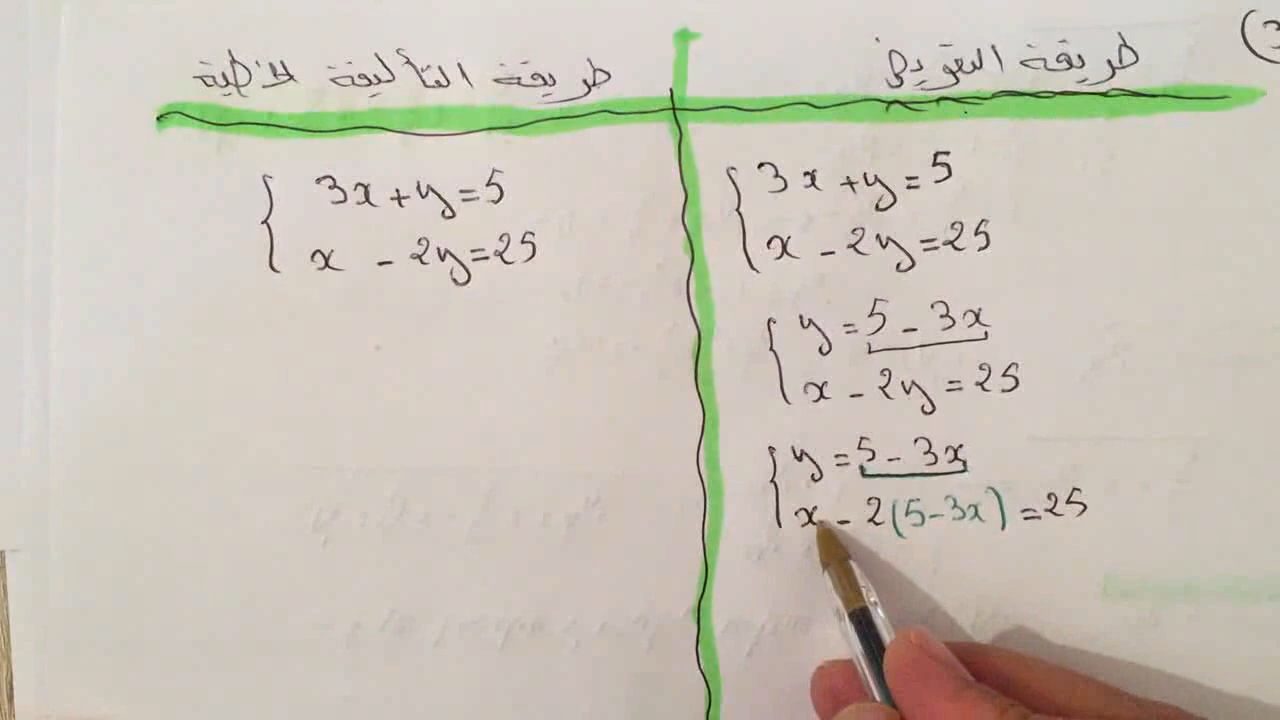 طريقة التعويض
3x + y = 5
x - 2y = 25
y = 5 - 3x
x - 2y = 25
y = 5 - 3x
x - 2(5 - 3x) = 25
طريقة التأليفة الخطية
3x + y = 5
x - 2y = 25